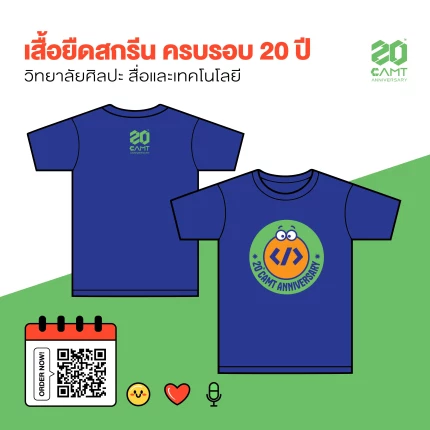 เสื้อยืดสกรีน ครบรอบ 20 ปี
วิทยาลัยศิลปะ สื่อและเทคโนโลยี
20
CAMT
ANNIVERSARY
20
CAMT
</>
20 CAMT ANNIVERSARY
ORDER NOW!